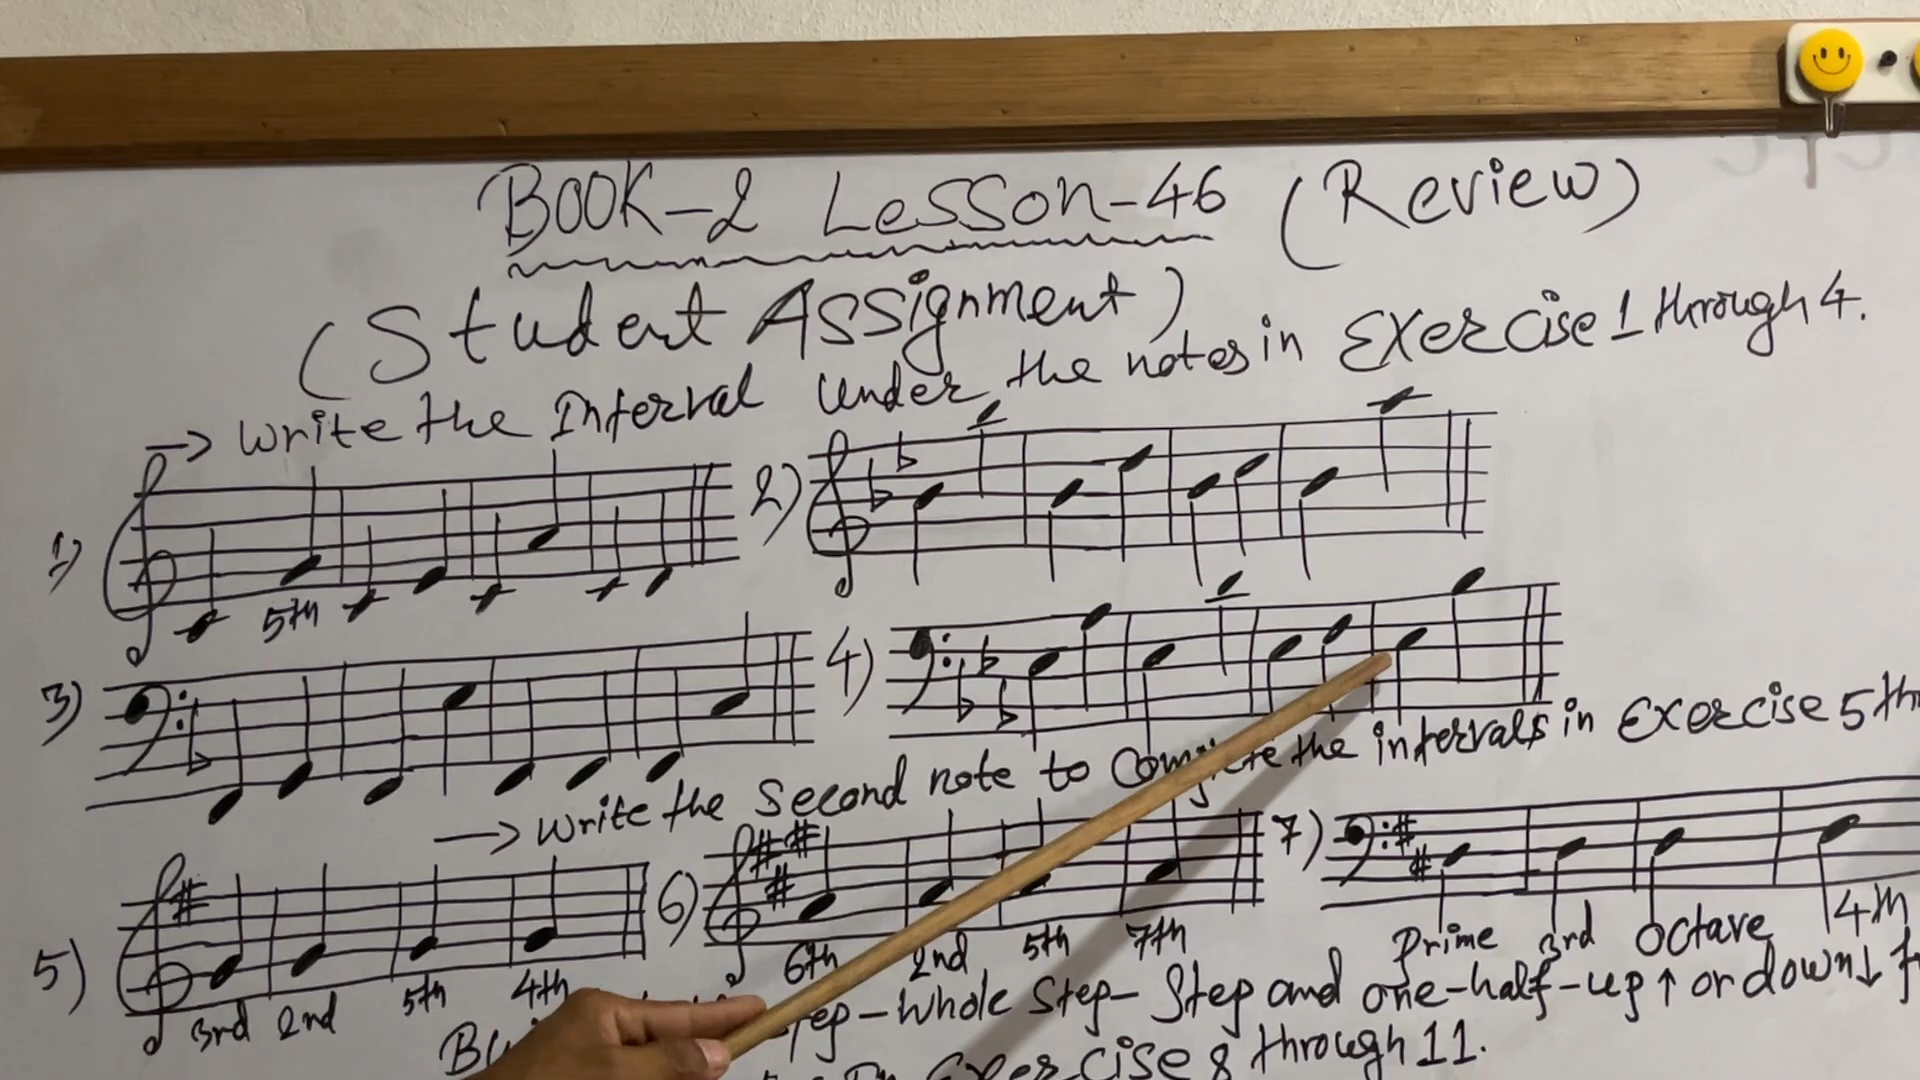 BOOK-2 Lesson-46 (Review)
(Student Assignment)
→ Write the Interval under the notes in Exercise 1 through 4.
1) 5th 2)
3) 4)
→ Write the Second note to Complete the intervals in Exercise 5 th
5) 3rd 2nd 5th 4th 6) 6th 2nd 5th 7th 7) Prime 3rd Octave 4th
-Whole Step- Step and one-half-up↑ or down↓
Exercise 8 through 11.